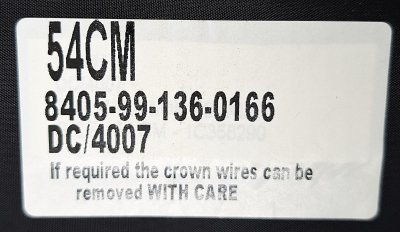 54CM
8405-99-136-0166
DC/4007
If required the crown wires can be
removed WITH CARE